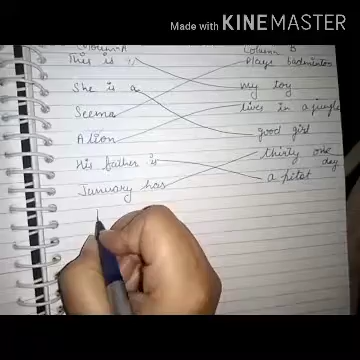 Made with KINEMASTER
Column-A Column B
This is Plays badminton
She is a my toy
Seema lives in a jungle
A lion good girl
His father is thirty one day
January has a pilot